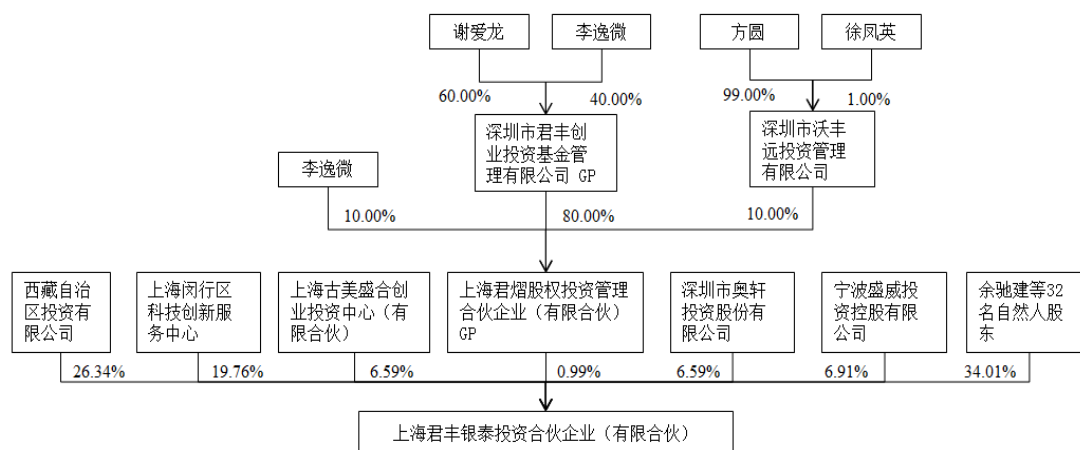 谢爱龙
李逸微
方圆
徐凤英
60.00%
40.00%
99.00%
1.00%
深圳市君丰创
业投资基金管
理有限公司 GP
深圳市沃丰
远投资管理
有限公司
李逸微
10.00%
80.00%
10.00%
西藏自治
区投资有
限公司
上海闵行区
科技创新服
务中心
上海古美盛合创
业投资中心（有
限合伙）
上海君熠股权投资管理
合伙企业（有限合伙）
GP
深圳市奥轩
投资股份有
限公司
宁波盛威投
资控股有限
公司
余驰建等32
名自然人股
东
26.34%
19.76%
6.59%
0.99%
6.59%
6.91%
34.01%
上海君丰银泰投资合伙企业（有限合伙）